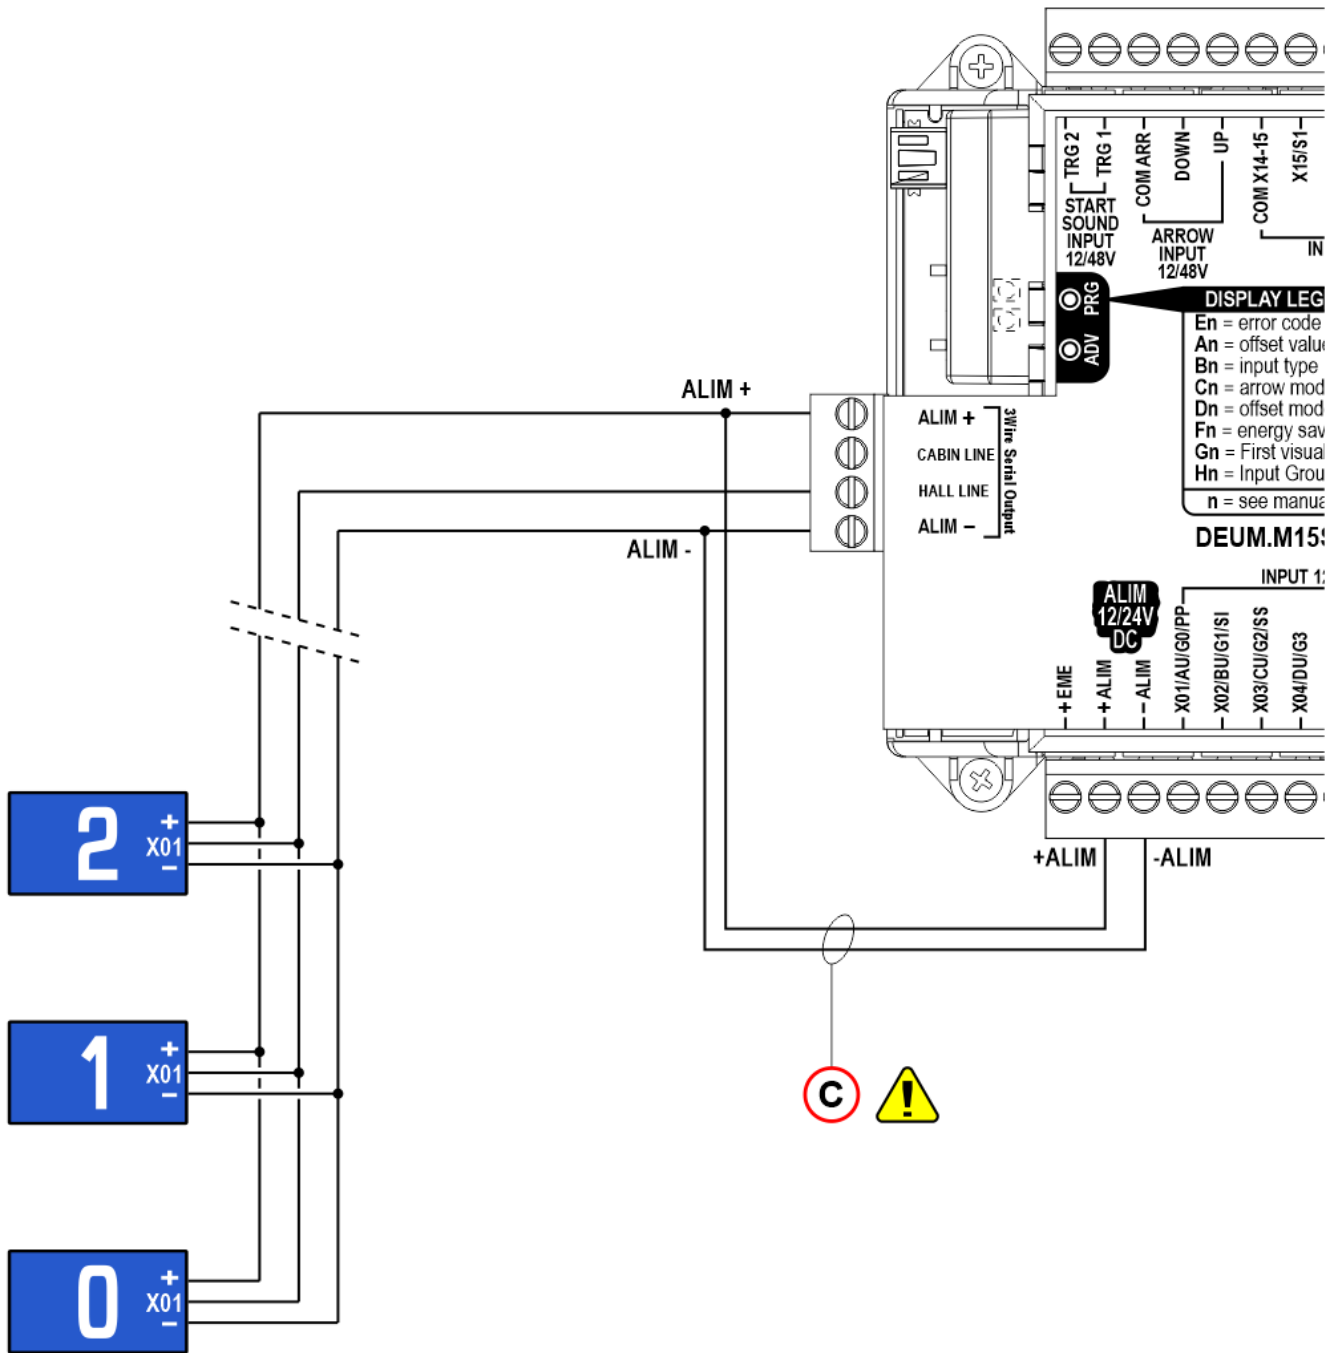 TRG 2
TRG 1
COM ARR
DOWN
UP
COM X14-15
X15/S1
START
SOUND
INPUT
12/48V
ARROW
INPUT
12/48V
IN
PRG
ADV
DISPLAY LEG
En = error code
An = offset value
Bn = input type
Cn = arrow mod
Dn = offset mod
Fn = energy sav
Gn = First visual
Hn = Input Grou
n = see manua
DEUM.M15S
INPUT 12
ALIM +
ALIM +
CABIN LINE
HALL LINE
ALIM –
3Wire Serial Output
ALIM -
ALIM
12/24V
DC
+EME
+ALIM
–ALIM
X01/AU/G0/PP
X02/BU/G1/SI
X03/CU/G2/SS
X04/DU/G3
+ALIM
-ALIM
2
+
X01
–
1
+
X01
–
C
!
0
+
X01
–